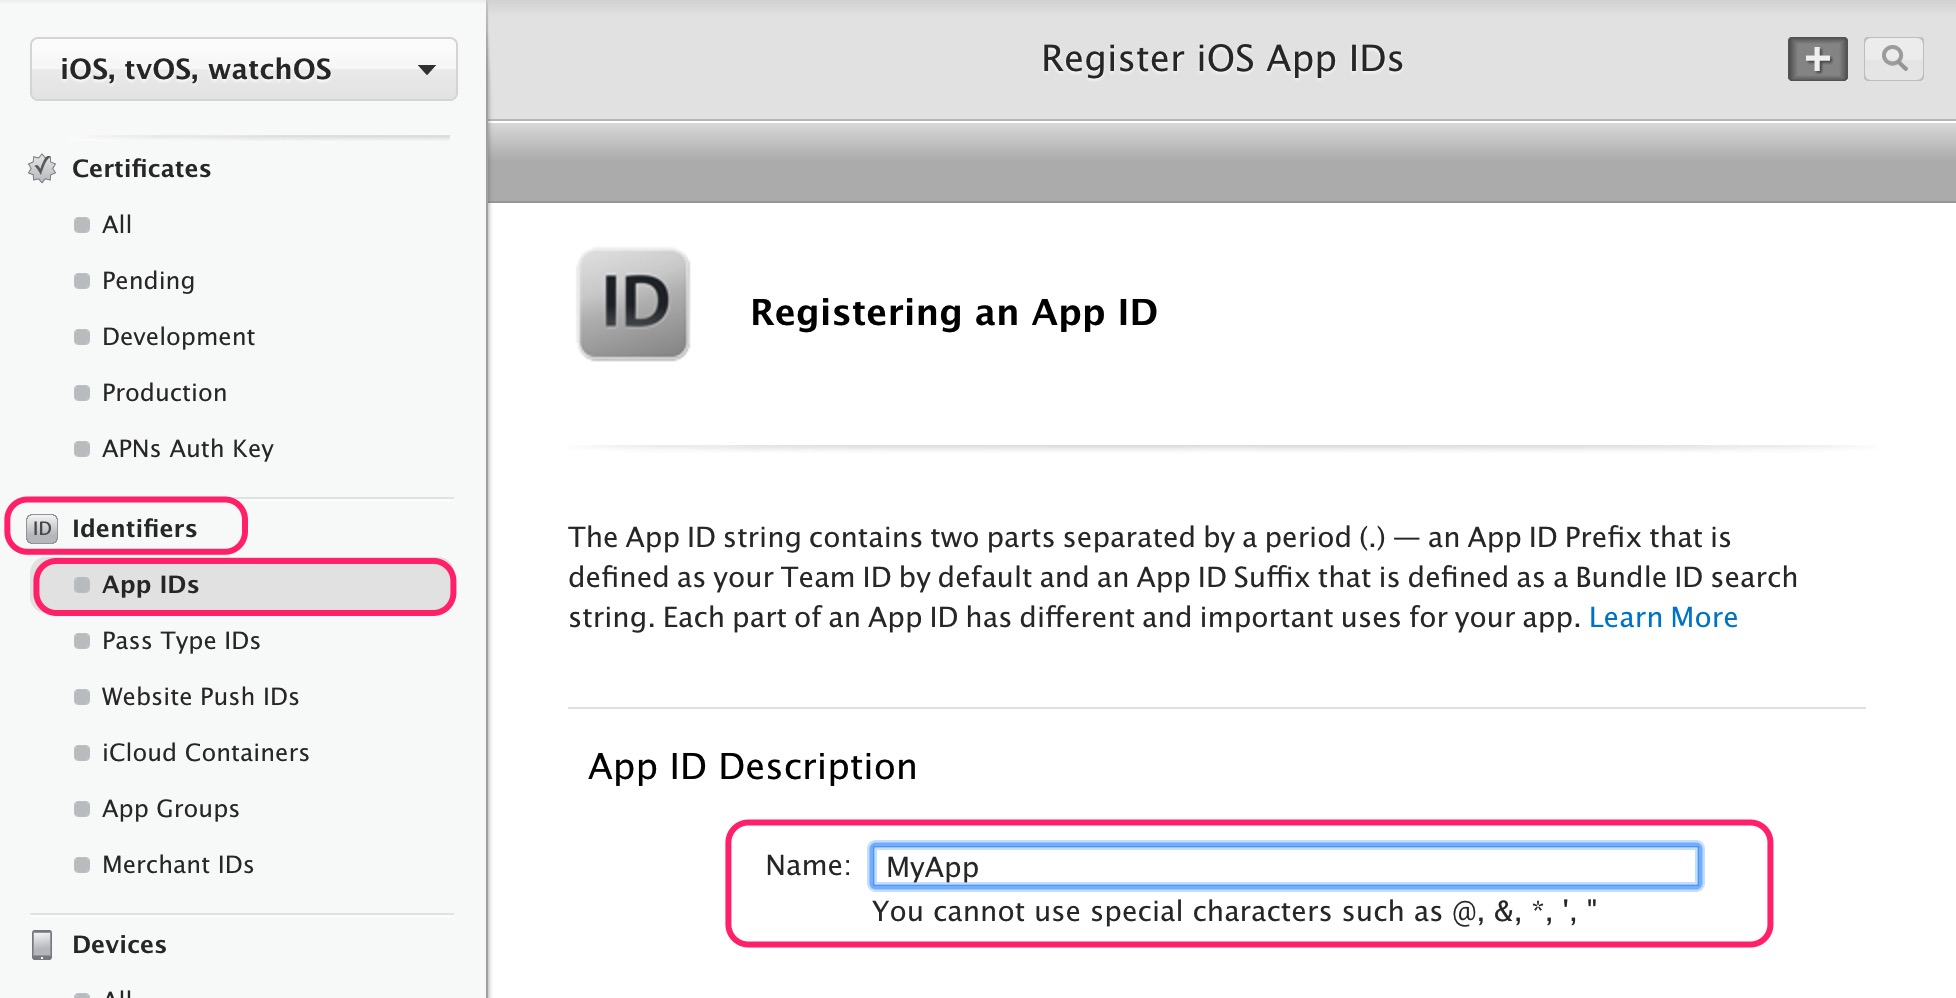 iOS, tvOS, watchOS
Certificates
All
Pending
Development
Production
APNs Auth Key
ID
Identifiers
App IDs
Pass Type IDs
Website Push IDs
iCloud Containers
App Groups
Merchant IDs
Devices
All
Register iOS App IDs
ID
Registering an App ID
The App ID string contains two parts separated by a period (.) — an App ID Prefix that is
defined as your Team ID by default and an App ID Suffix that is defined as a Bundle ID search
string. Each part of an App ID has different and important uses for your app. Learn More
App ID Description
Name: MyApp
You cannot use special characters such as @, &, *, ', "